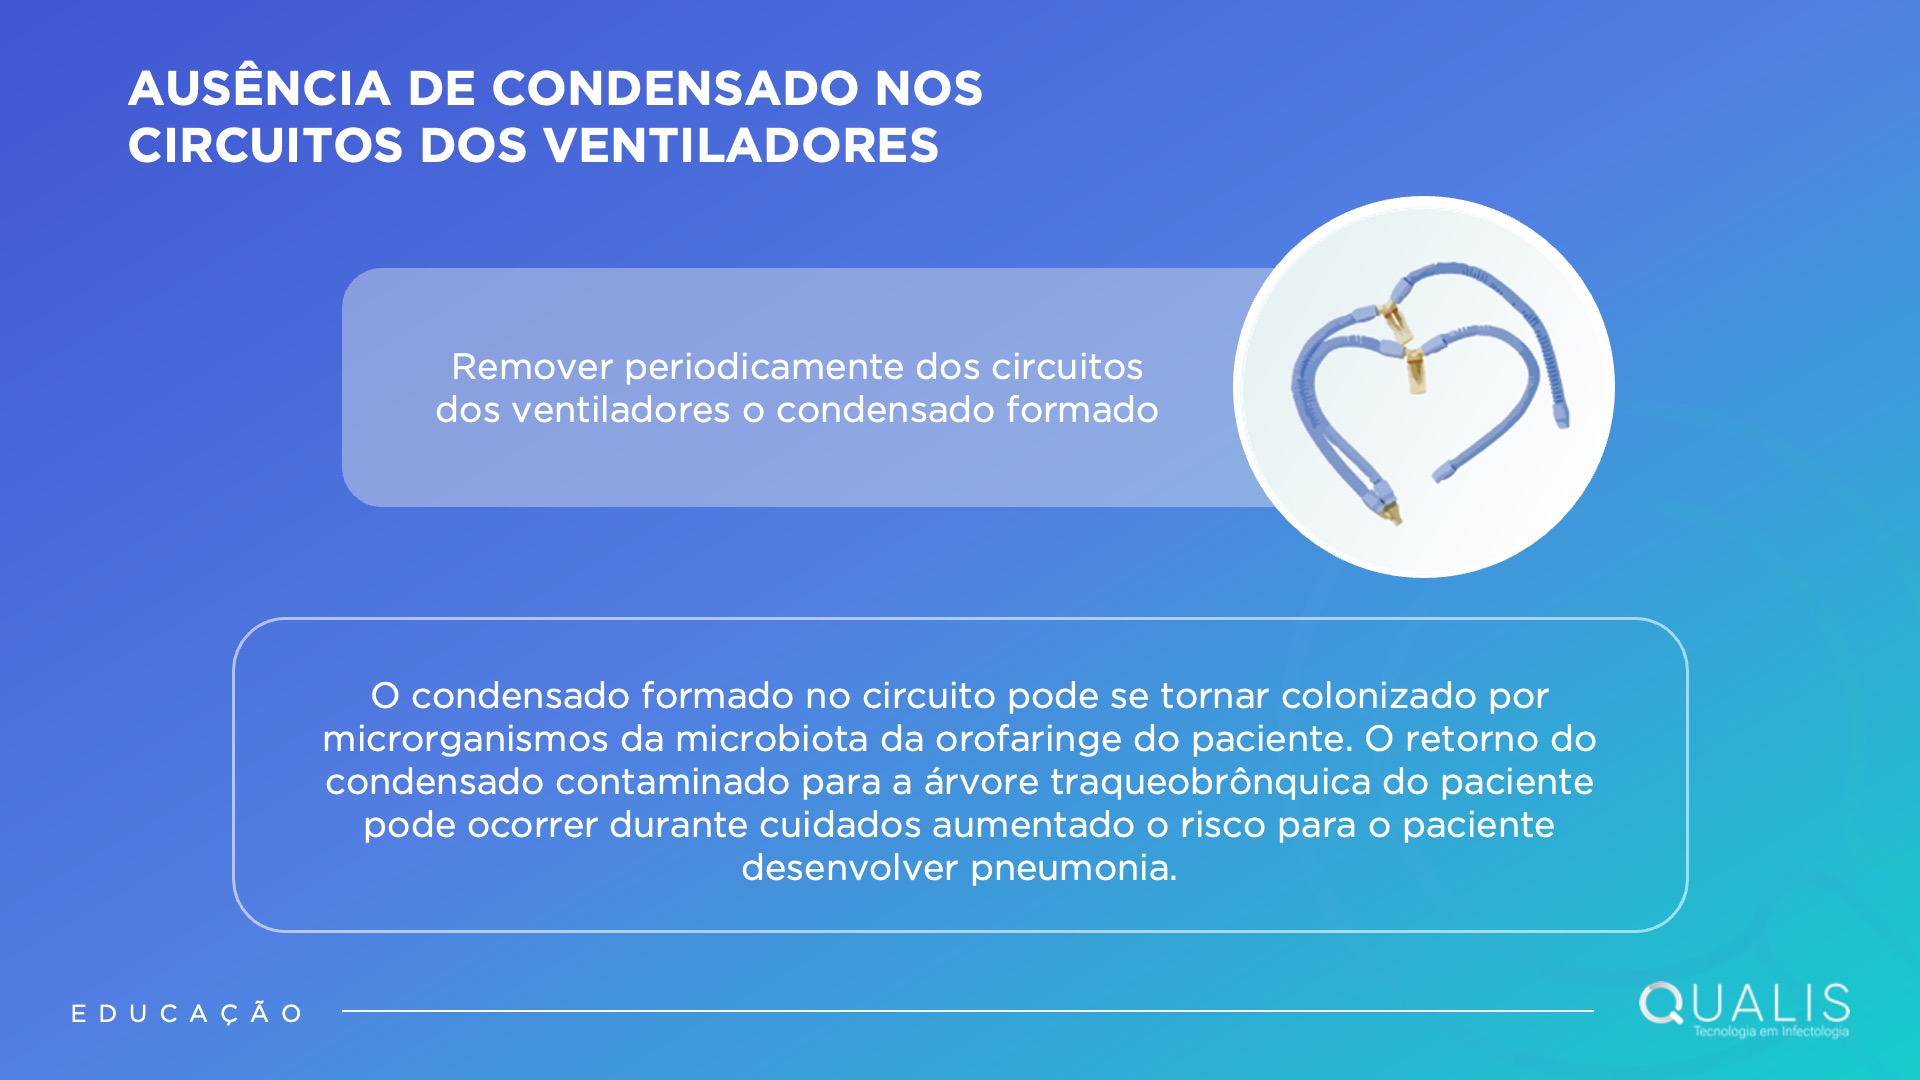 AUSÊNCIA DE CONDENSADO NOS
CIRCUITOS DOS VENTILADORES
Remover periodicamente dos circuitos
dos ventiladores o condensado formado
O condensado formado no circuito pode se tornar colonizado por
microrganismos da microbiota da orofaringe do paciente. O retorno do
condensado contaminado para a árvore traqueobrônquica do paciente
pode ocorrer durante cuidados aumentado o risco para o paciente
desenvolver pneumonia.
EDUCAÇÃO
QUALIS
Tecnologia em Infectologia